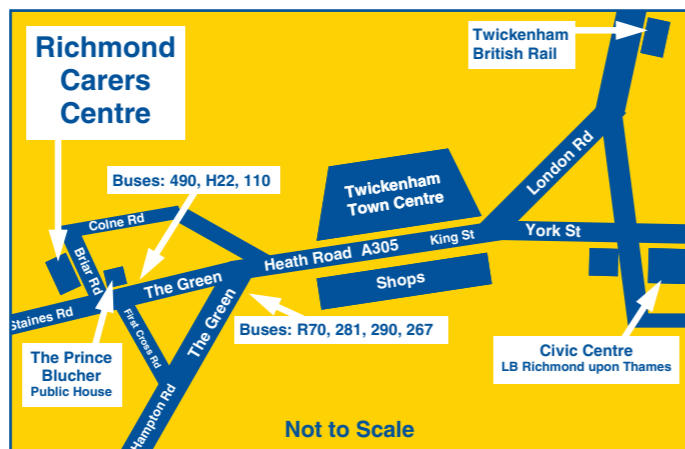 Richmond
Carers
Centre
Twickenham
British Rail
Buses: 490, H22, 110
Twickenham
Town Centre
London Rd
Colne Rd
Briar Rd
King St
York St
Heath Road A305
The Green
Shops
Staines Rd
First Cross Rd
The Green
Buses: R70, 281, 290, 267
The Prince
Blucher
Public House
Civic Centre
LB Richmond upon Thames
Hampton Rd
Not to Scale